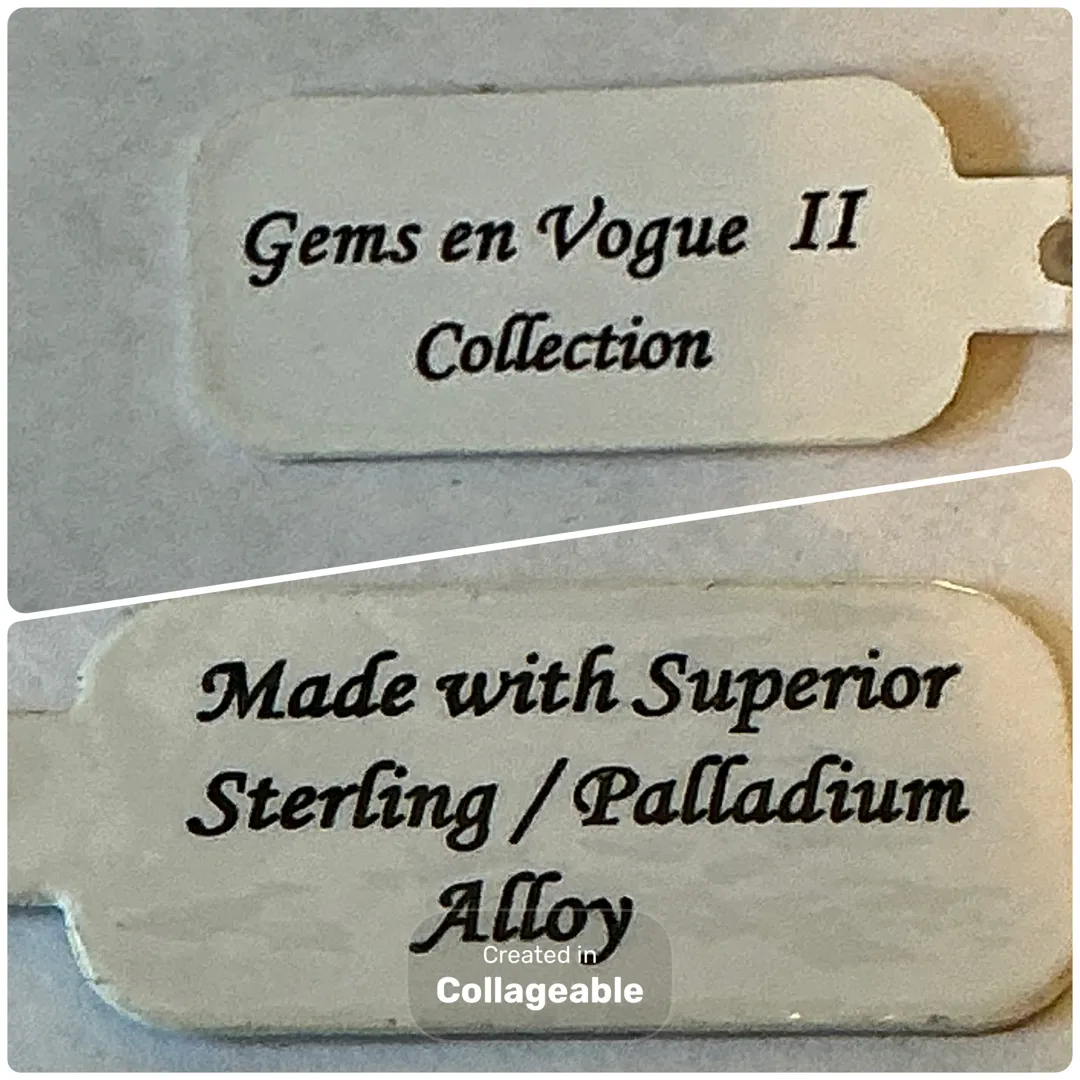 Gems en Vogue II
Collection
Made with Superior
Sterling / Palladium
Alloy
Created in
Collageable